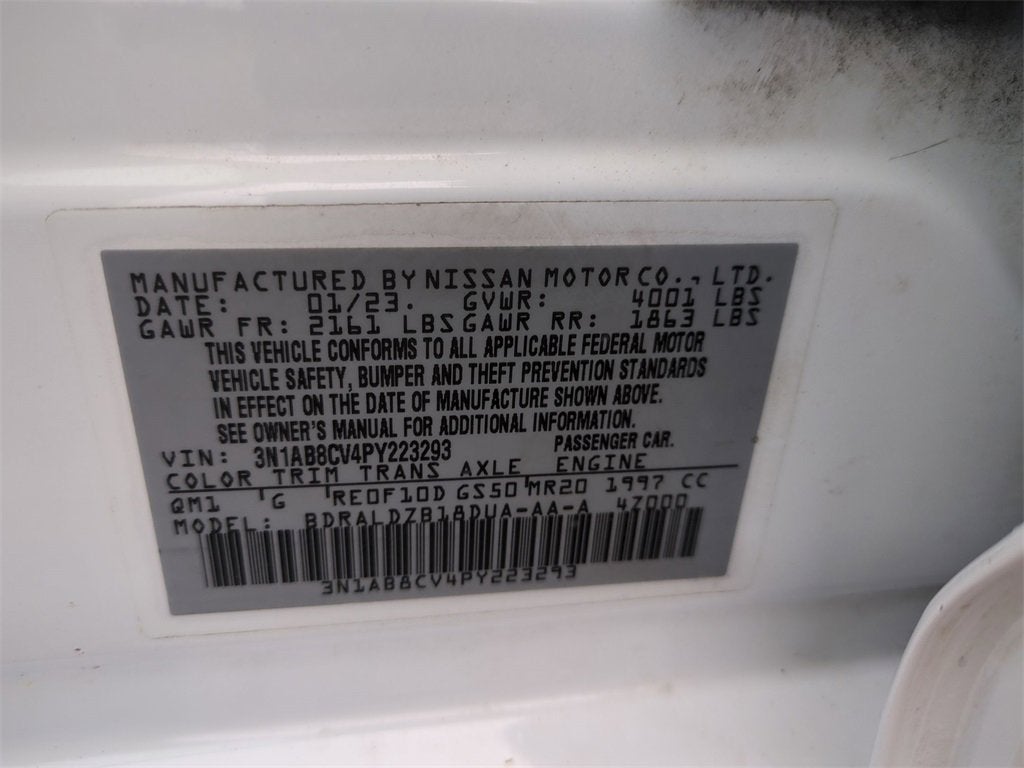 MANUFACTURED BY NISSAN MOTOR CO., LTD.
DATE: 01/23. GVWR: 4001 LBS
GAWR FR: 2161 LBS GAWR RR: 1863 LBS
THIS VEHICLE CONFORMS TO ALL APPLICABLE FEDERAL MOTOR
VEHICLE SAFETY, BUMPER AND THEFT PREVENTION STANDARDS
IN EFFECT ON THE DATE OF MANUFACTURE SHOWN ABOVE.
SEE OWNER'S MANUAL FOR ADDITIONAL INFORMATION.
VIN: 3N1AB8CV4PY223293 PASSENGER CAR.
COLOR TRIM TRANS AXLE ENGINE
QM1 G RE0F10D GS50 MR20 1997 CC
MODEL: BDRALDZB18DUA-AA-A 4Z000
3N1AB8CV4PY223293